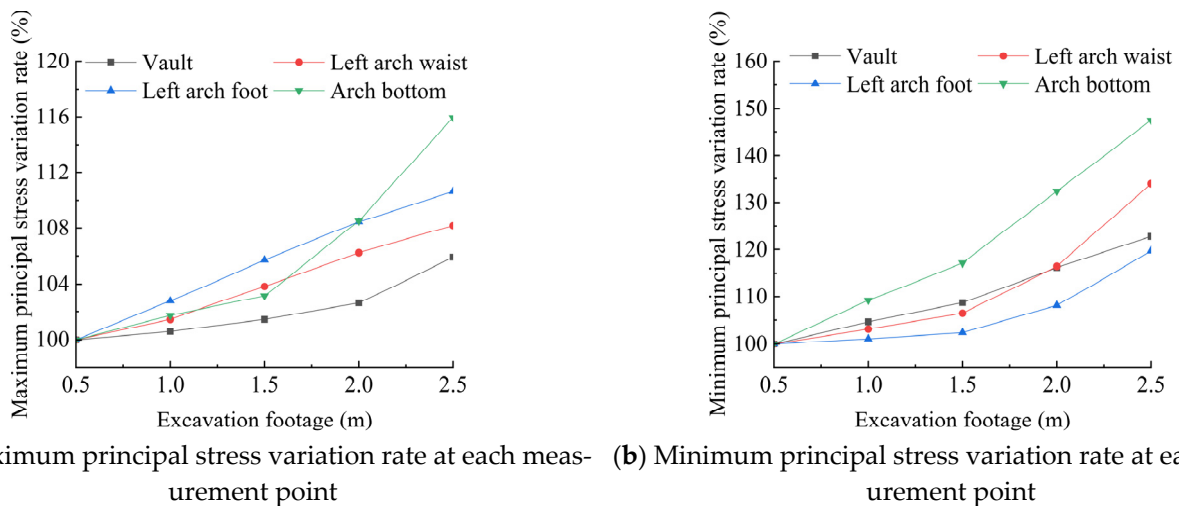 Maximum principal stress variation rate (%)
120
116
112
108
104
100
Vault
Left arch waist
Left arch foot
Arch bottom
0.5 1.0 1.5 2.0 2.5
Excavation footage (m)
Minimum principal stress variation rate (%)
160
150
140
130
120
110
100
Vault
Left arch waist
Left arch foot
Arch bottom
0.5 1.0 1.5 2.0 2.5
Excavation footage (m)
ximum principal stress variation rate at each meas-
urement point
(b) Minimum principal stress variation rate at ea
urement point